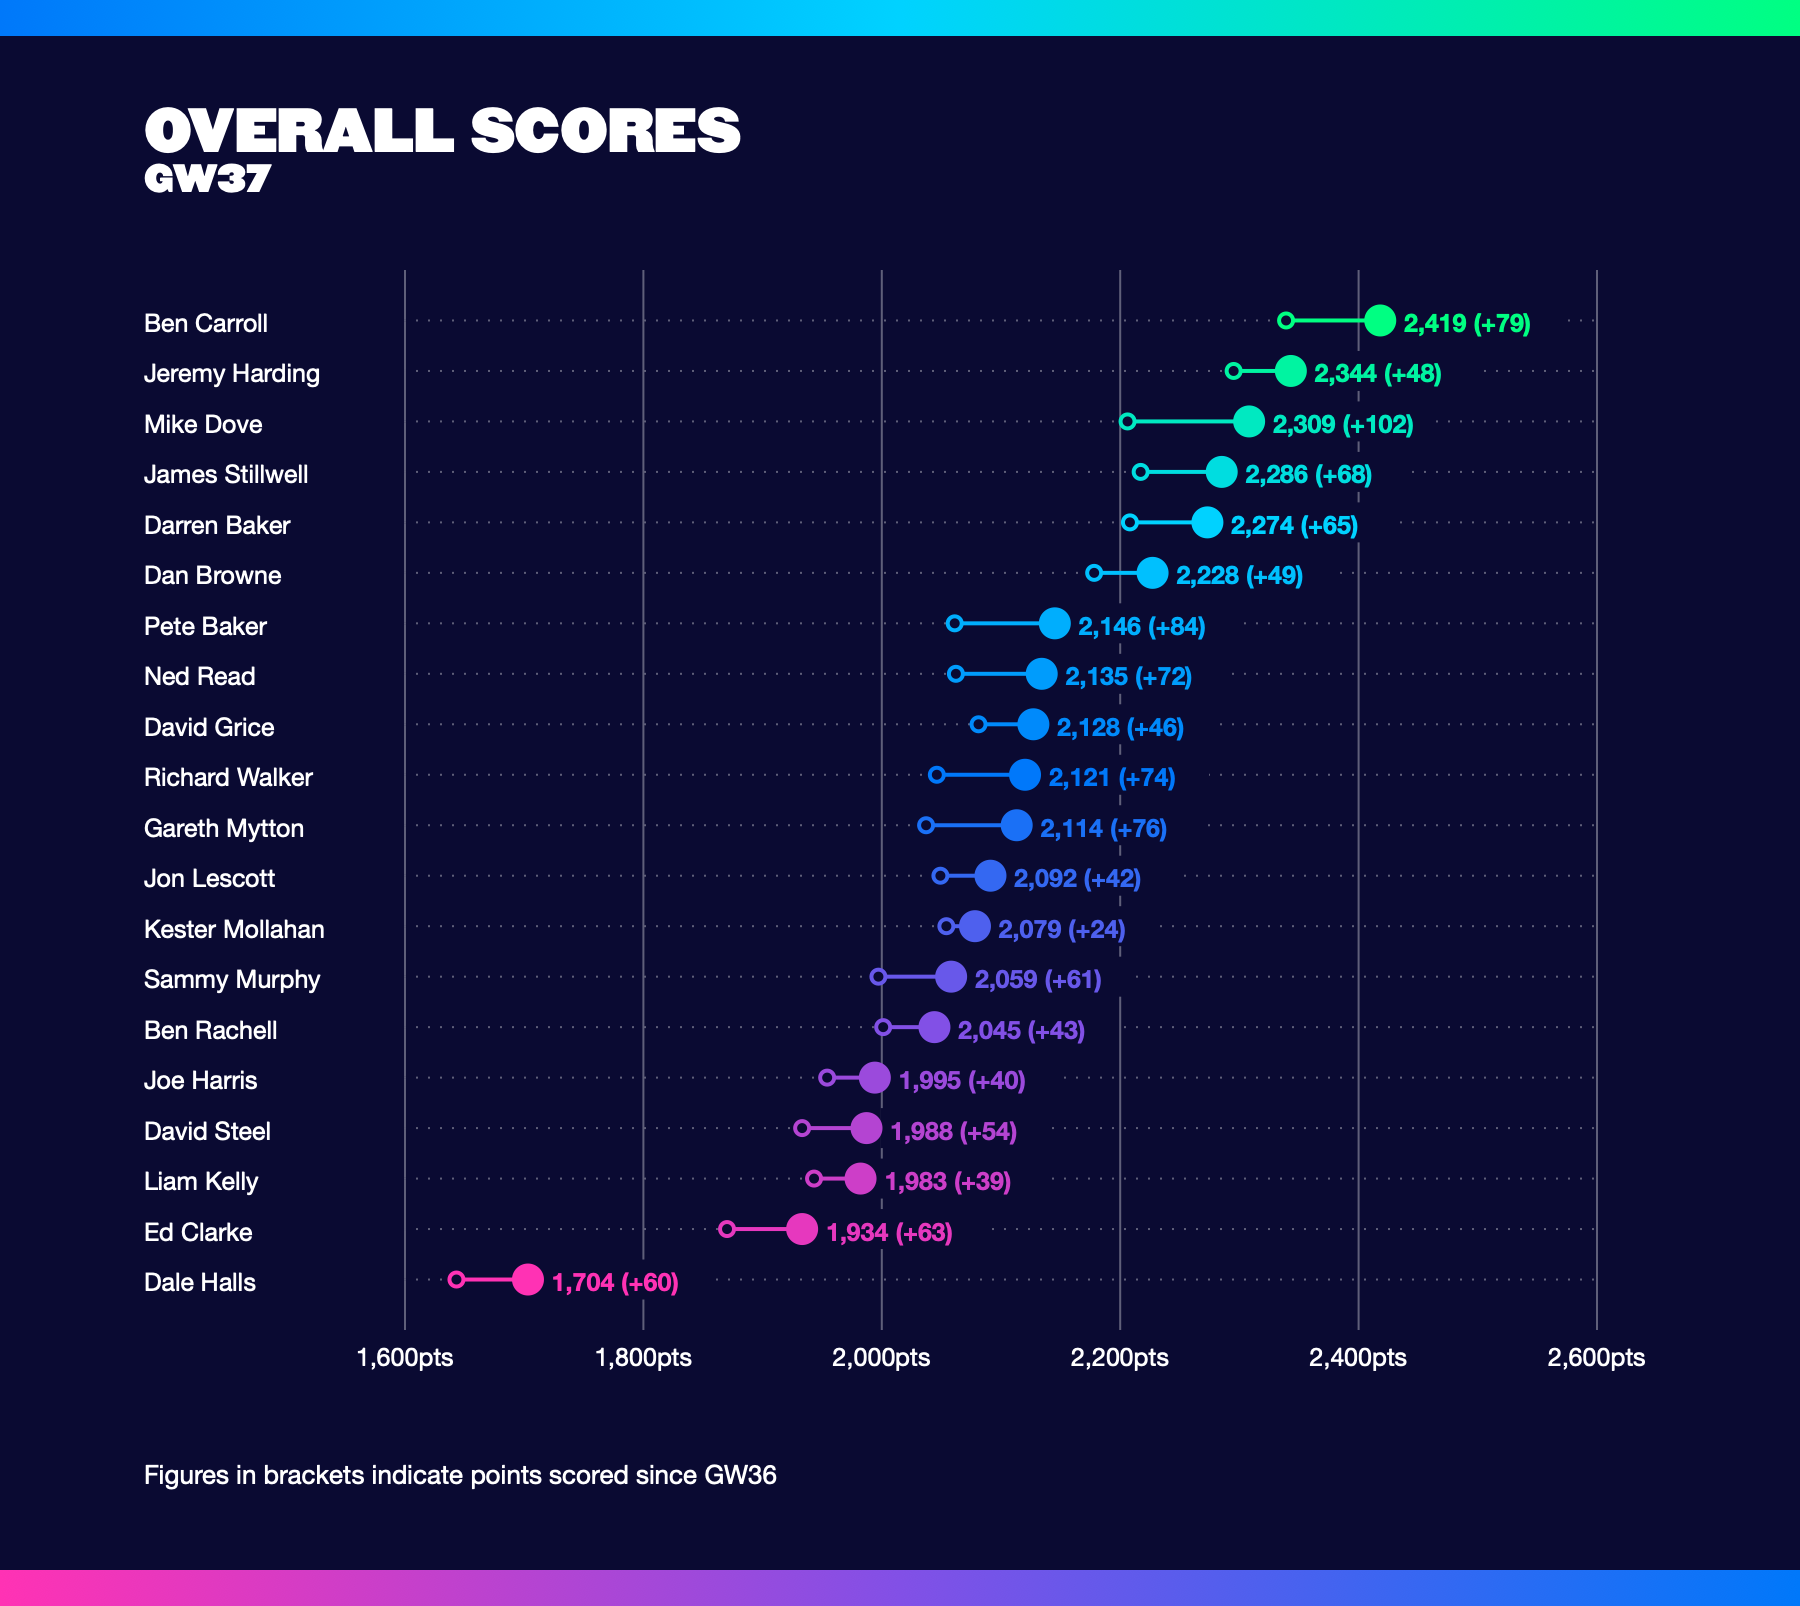 OVERALL SCORES
GW37
Ben Carroll 2,419 (+79)
Jeremy Harding 2,344 (+48)
Mike Dove 2,309 (+102)
James Stillwell 2,286 (+68)
Darren Baker 2,274 (+65)
Dan Browne 2,228 (+49)
Pete Baker 2,146 (+84)
Ned Read 2,135 (+72)
David Grice 2,128 (+46)
Richard Walker 2,121 (+74)
Gareth Mytton 2,114 (+76)
Jon Lescott 2,092 (+42)
Kester Mollahan 2,079 (+24)
Sammy Murphy 2,059 (+61)
Ben Rachell 2,045 (+43)
Joe Harris 1,995 (+40)
David Steel 1,988 (+54)
Liam Kelly 1,983 (+39)
Ed Clarke 1,934 (+63)
Dale Halls 1,704 (+60)
1,600pts 1,800pts 2,000pts 2,200pts 2,400pts 2,600pts
Figures in brackets indicate points scored since GW36